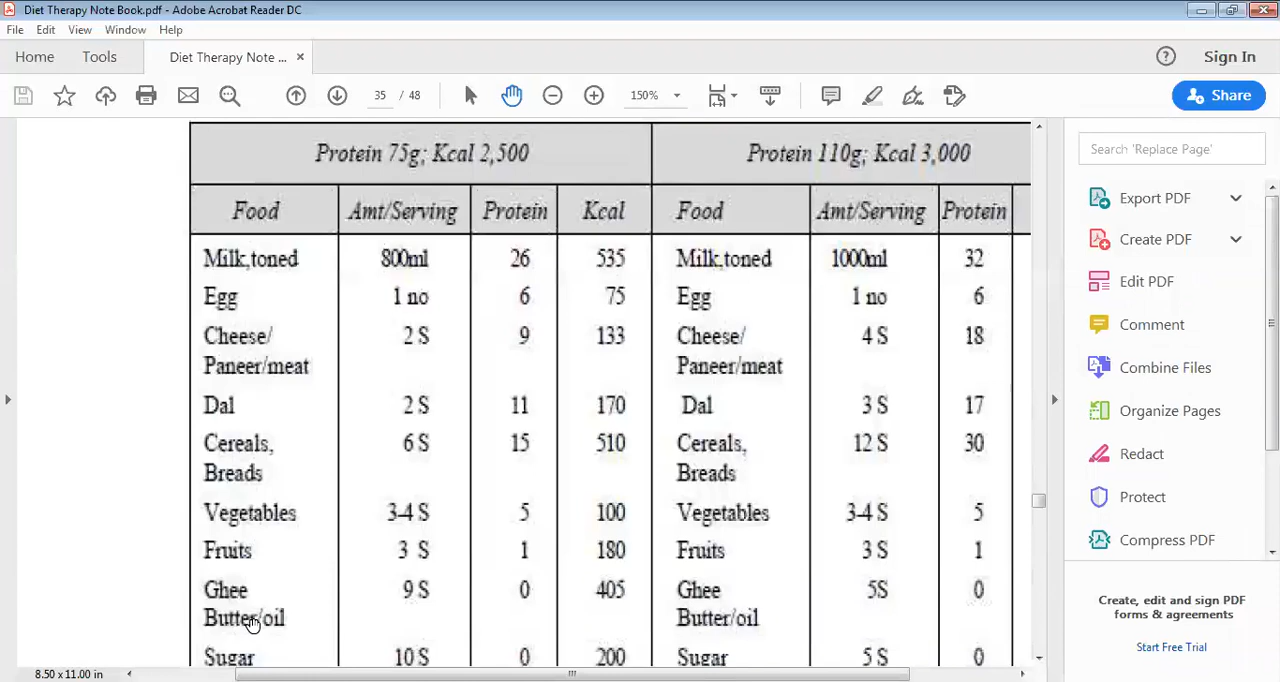 Diet Therapy Note Book.pdf - Adobe Acrobat Reader DC
File Edit View Window Help
Home Tools Diet Therapy Note ... × ? Sign In
35 / 48 150% Share
Protein 75g; Kcal 2,500 Protein 110g; Kcal 3,000
Food Amt/Serving Protein Kcal Food Amt/Serving Protein
Milk,toned 800ml 26 535 Milk,toned 1000ml 32
Egg 1 no 6 75 Egg 1 no 6
Cheese/ 2 S 9 133 Cheese/ 4 S 18
Paneer/meat Paneer/meat
Dal 2 S 11 170 Dal 3 S 17
Cereals, 6 S 15 510 Cereals, 12 S 30
Breads Breads
Vegetables 3-4 S 5 100 Vegetables 3-4 S 5
Fruits 3 S 1 180 Fruits 3 S 1
Ghee 9 S 0 405 Ghee 5S 0
Butter/oil Butter/oil
Sugar 10 S 0 200 Sugar 5 S 0
8.50 x 11.00 in
Search 'Replace Page'
Export PDF
Create PDF
Edit PDF
Comment
Combine Files
Organize Pages
Redact
Protect
Compress PDF
Create, edit and sign PDF
forms & agreements
Start Free Trial